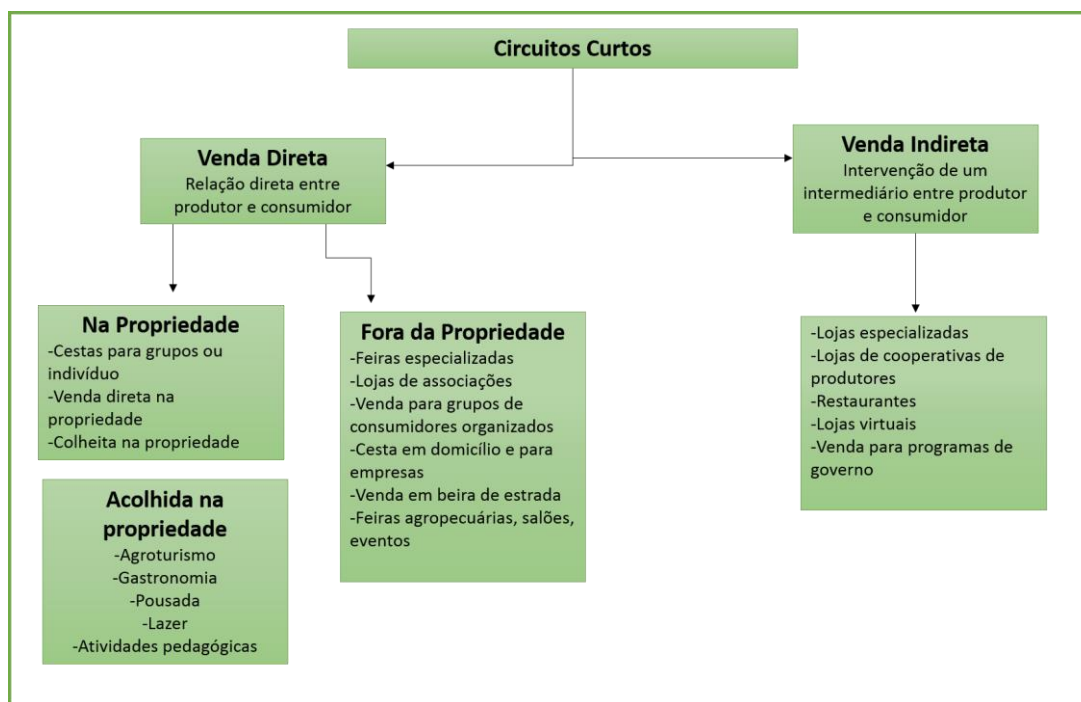 Circuitos Curtos
Venda Direta
Relação direta entre
produtor e consumidor
Venda Indireta
Intervenção de um
intermediário entre produtor
e consumidor
Na Propriedade
-Cestas para grupos ou
indivíduo
-Venda direta na
propriedade
-Colheita na propriedade
Acolhida na
propriedade
-Agroturismo
-Gastronomia
-Pousada
-Lazer
-Atividades pedagógicas
Fora da Propriedade
-Feiras especializadas
-Lojas de associações
-Venda para grupos de
consumidores organizados
-Cesta em domicílio e para
empresas
-Venda em beira de estrada
-Feiras agropecuárias, salões,
eventos
-Lojas especializadas
-Lojas de cooperativas de
produtores
-Restaurantes
-Lojas virtuais
-Venda para programas de
governo